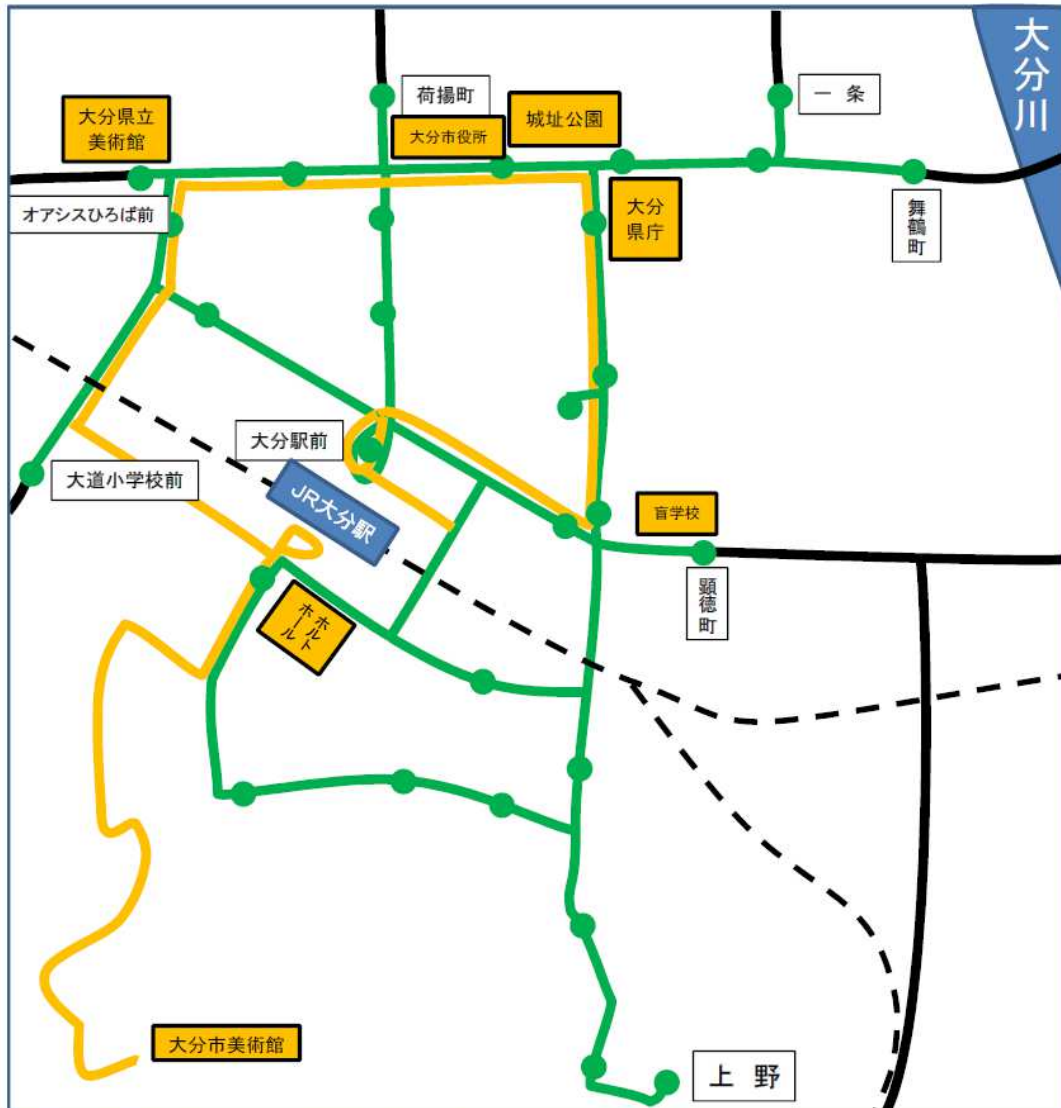 大分川
荷揚町
一 条
大分県立
美術館
大分市役所
城址公園
オアシスひろば前
大分
県庁
舞鶴町
大分駅前
大道小学校前
JR大分駅
盲学校
顕徳町
ホルト
ホール
大分市美術館
上 野